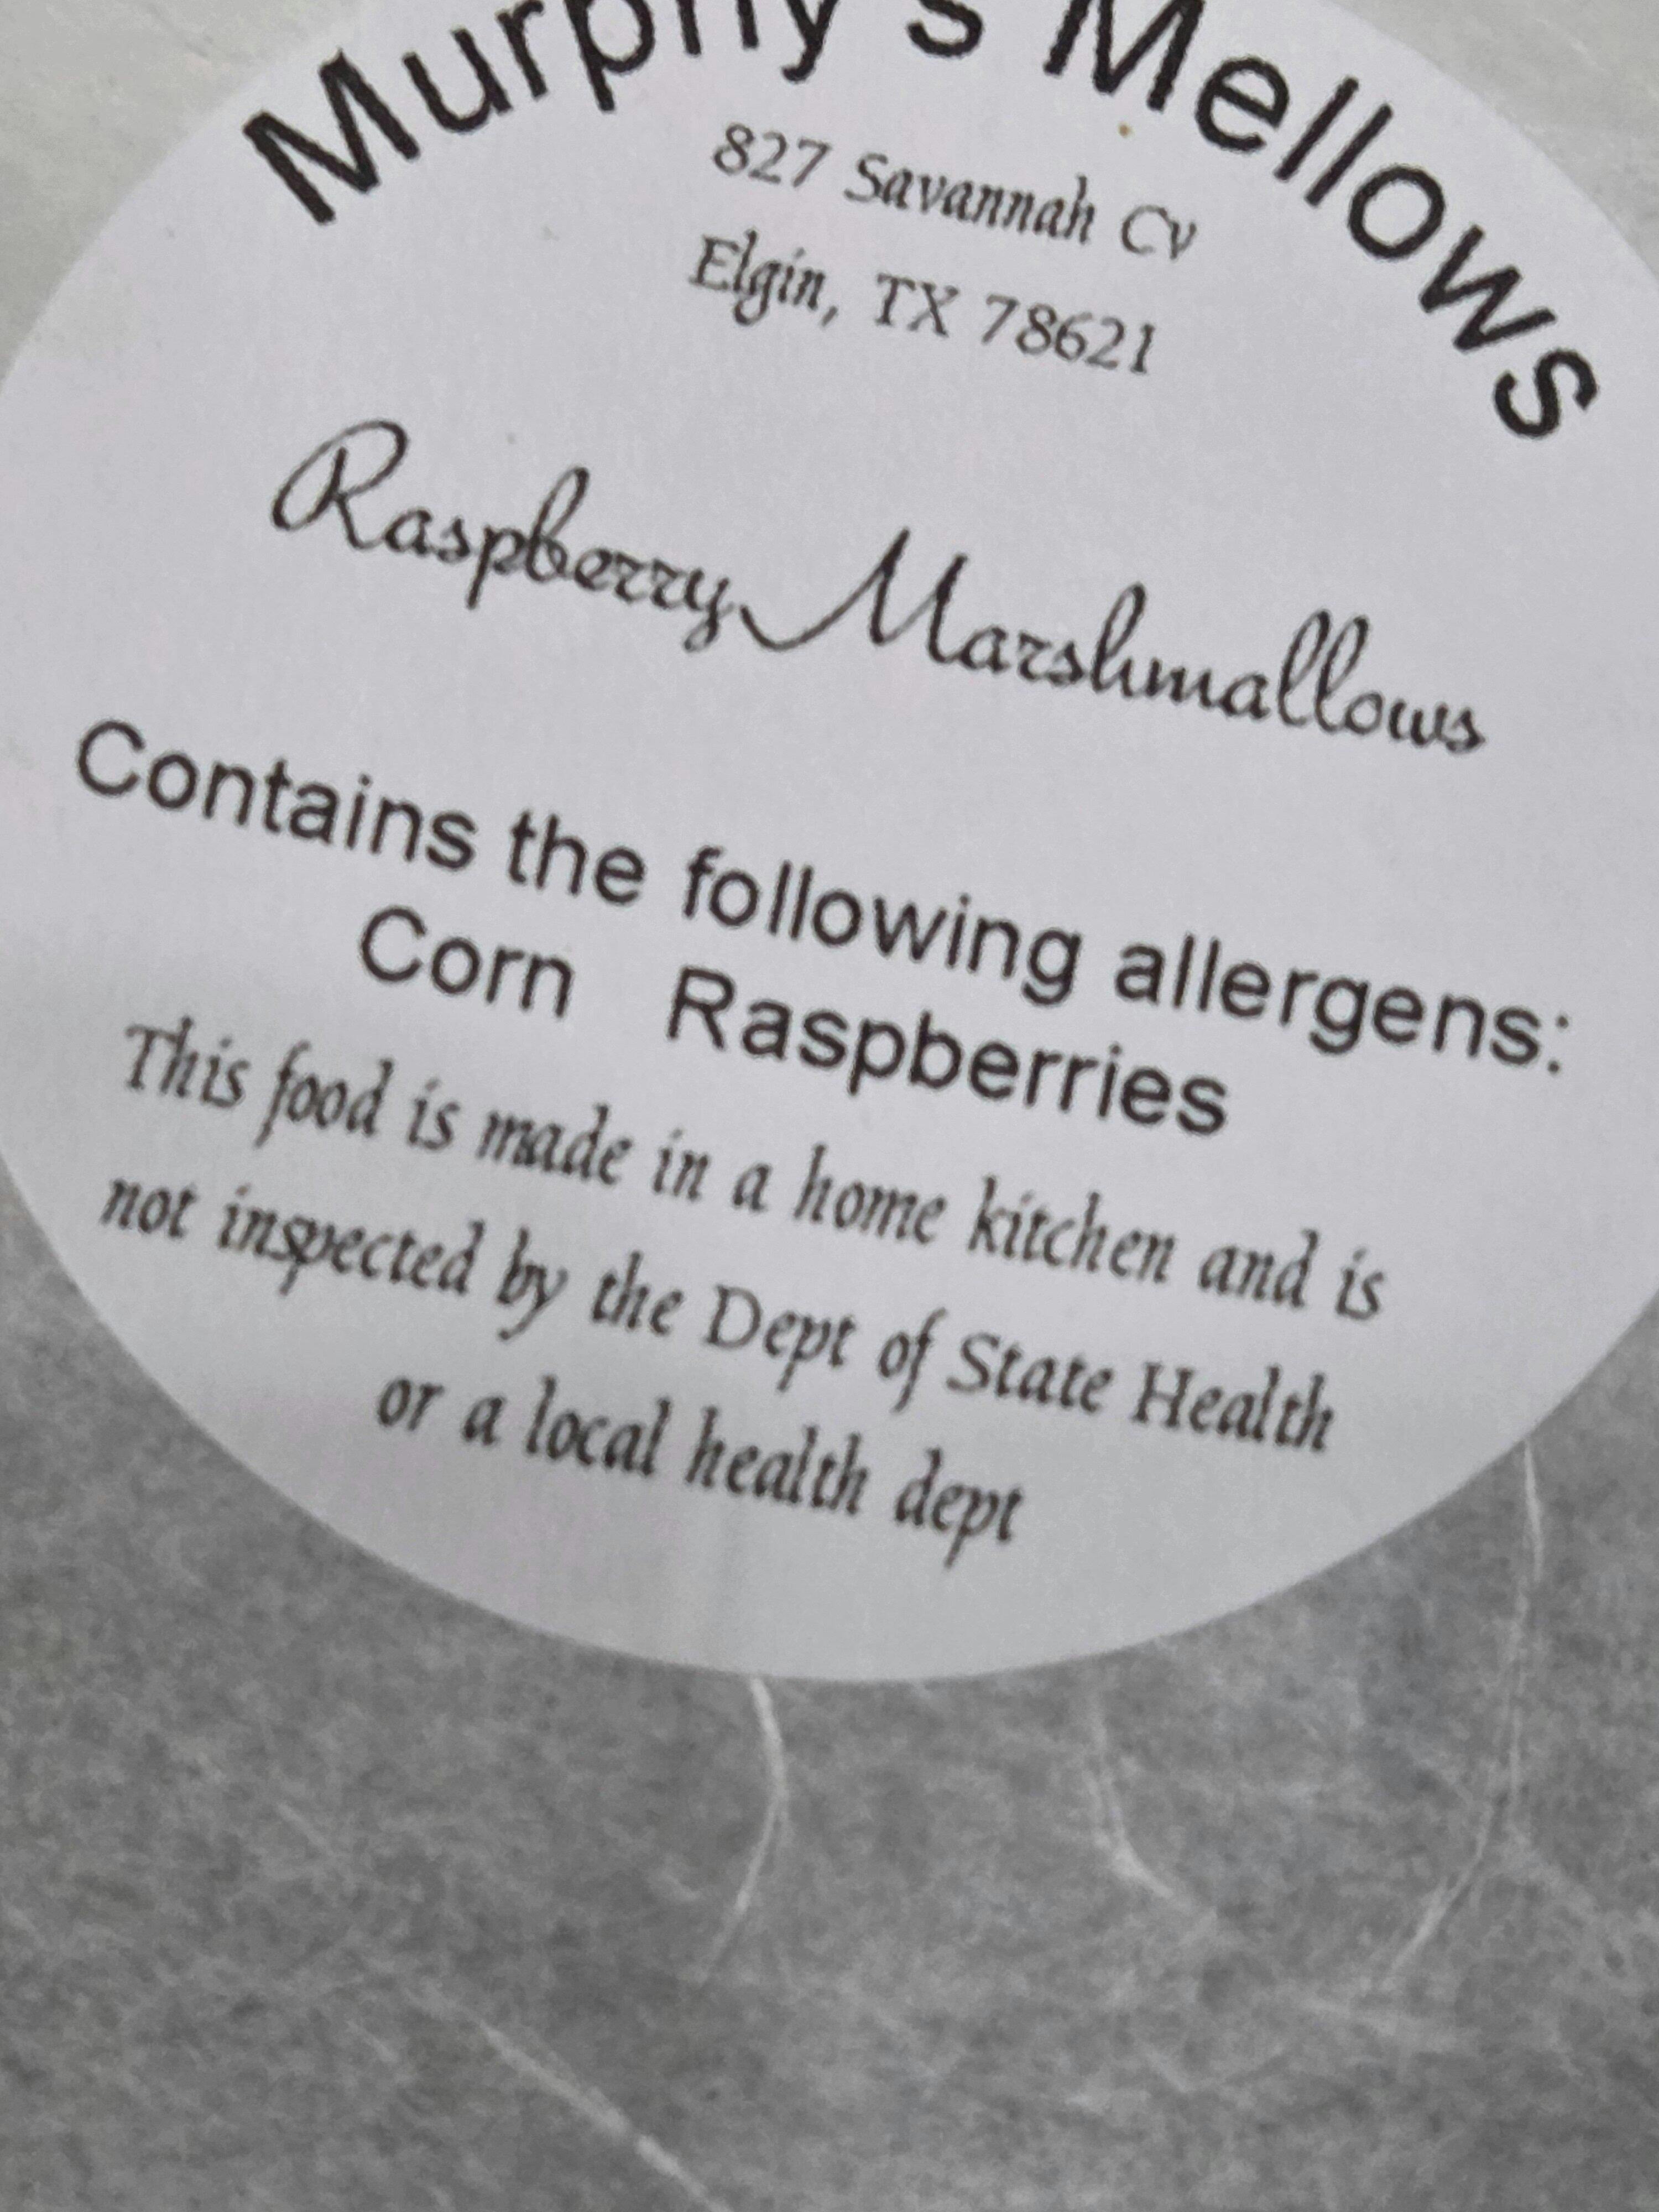 Murphy's Mellows
827 Savannah Cv
Elgin, TX 78621
Raspberry Marshmallows
Contains the following allergens:
Corn Raspberries
This food is made in a home kitchen and is
not inspected by the Dept of State Health
or a local health dept